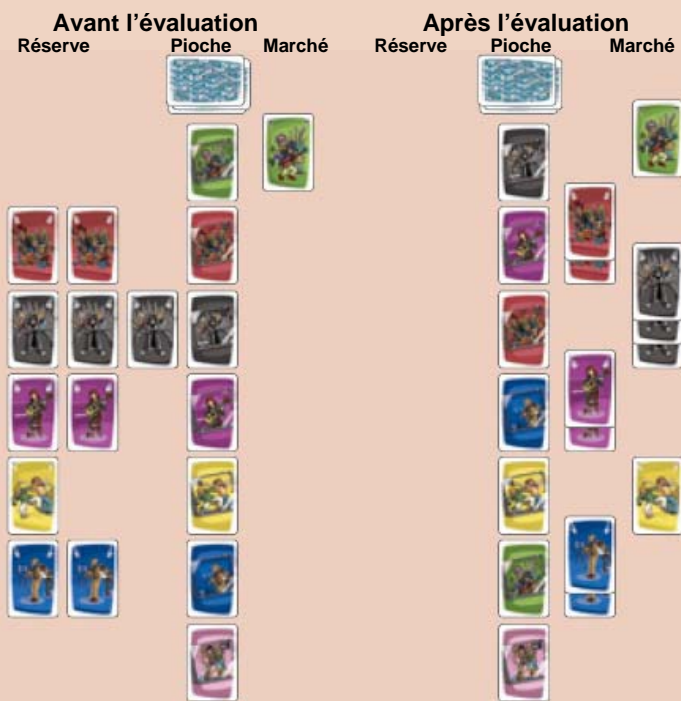 Avant l'évaluation
Réserve Pioche Marché
Après l'évaluation
Réserve Pioche Marché